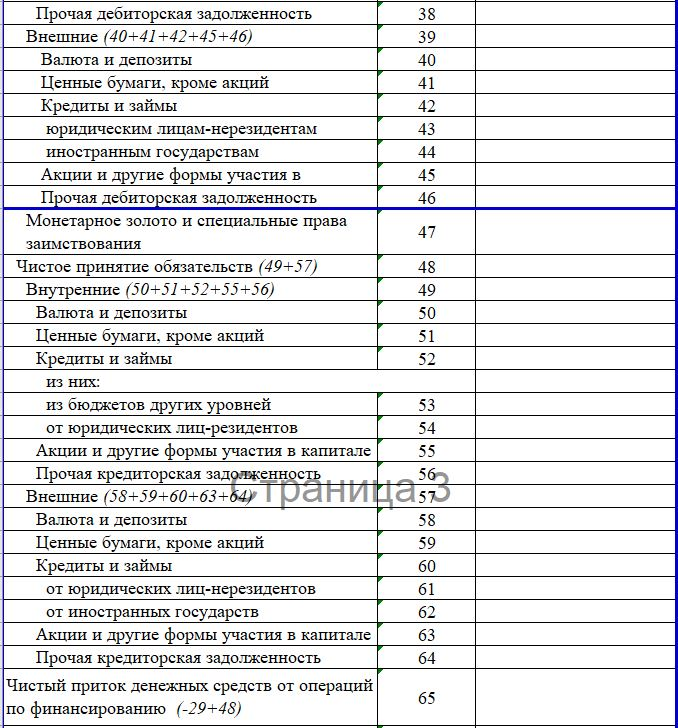 Прочая дебиторская задолженность 38
Внешние (40+41+42+45+46) 39
Валюта и депозиты 40
Ценные бумаги, кроме акций 41
Кредиты и займы 42
юридическим лицам-нерезидентам 43
иностранным государствам 44
Акции и другие формы участия в 45
Прочая дебиторская задолженность 46
Монетарное золото и специальные права
заимствования 47
Чистое принятие обязательств (49+57) 48
Внутренние (50+51+52+55+56) 49
Валюта и депозиты 50
Ценные бумаги, кроме акций 51
Кредиты и займы 52
из них:
из бюджетов других уровней 53
от юридических лиц-резидентов 54
Акции и другие формы участия в капитале 55
Прочая кредиторская задолженность 56
Страница 3
Внешние (58+59+60+63+64) 57
Валюта и депозиты 58
Ценные бумаги, кроме акций 59
Кредиты и займы 60
от юридических лиц-нерезидентов 61
от иностранных государств 62
Акции и другие формы участия в капитале 63
Прочая кредиторская задолженность 64
Чистый приток денежных средств от операций
по финансированию (-29+48) 65